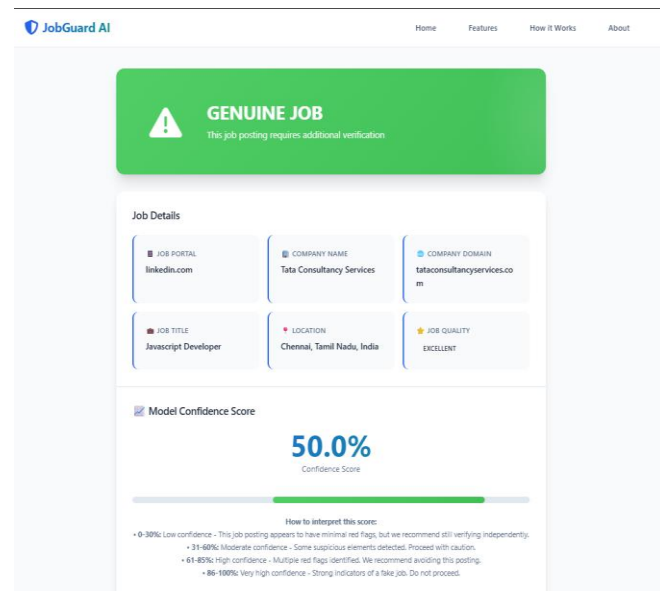 JobGuard AI
Home Features How it Works About
GENUINE JOB
This job posting requires additional verification
Job Details
JOB PORTAL
linkedin.com
COMPANY NAME
Tata Consultancy Services
COMPANY DOMAIN
tataconsultancyservices.co
m
JOB TITLE
Javascript Developer
LOCATION
Chennai, Tamil Nadu, India
JOB QUALITY
EXCELLENT
Model Confidence Score
50.0%
Confidence Score
How to interpret this score:
• 0-30%: Low confidence - This job posting appears to have minimal red flags, but we recommend still verifying independently.
• 31-60%: Moderate confidence - Some suspicious elements detected. Proceed with caution.
• 61-85%: High confidence - Multiple red flags identified. We recommend avoiding this posting.
• 86-100%: Very high confidence - Strong indicators of a fake job. Do not proceed.